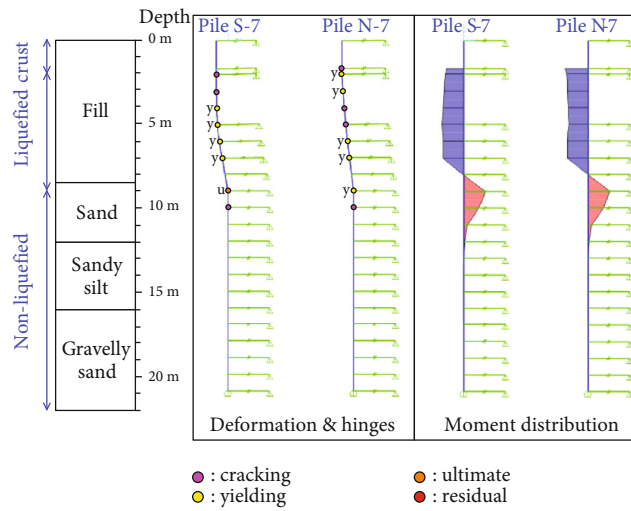 Depth
0 m
5 m
10 m
15 m
20 m
Liquefied crust
Non-liquefied
Fill
Sand
Sandy
silt
Gravelly
sand
Pile S-7
Pile N-7
y
y
y
y
u
y
y
y
y
y
Deformation & hinges
Pile S-7
Pile N-7
Moment distribution
: cracking
: yielding
: ultimate
: residual